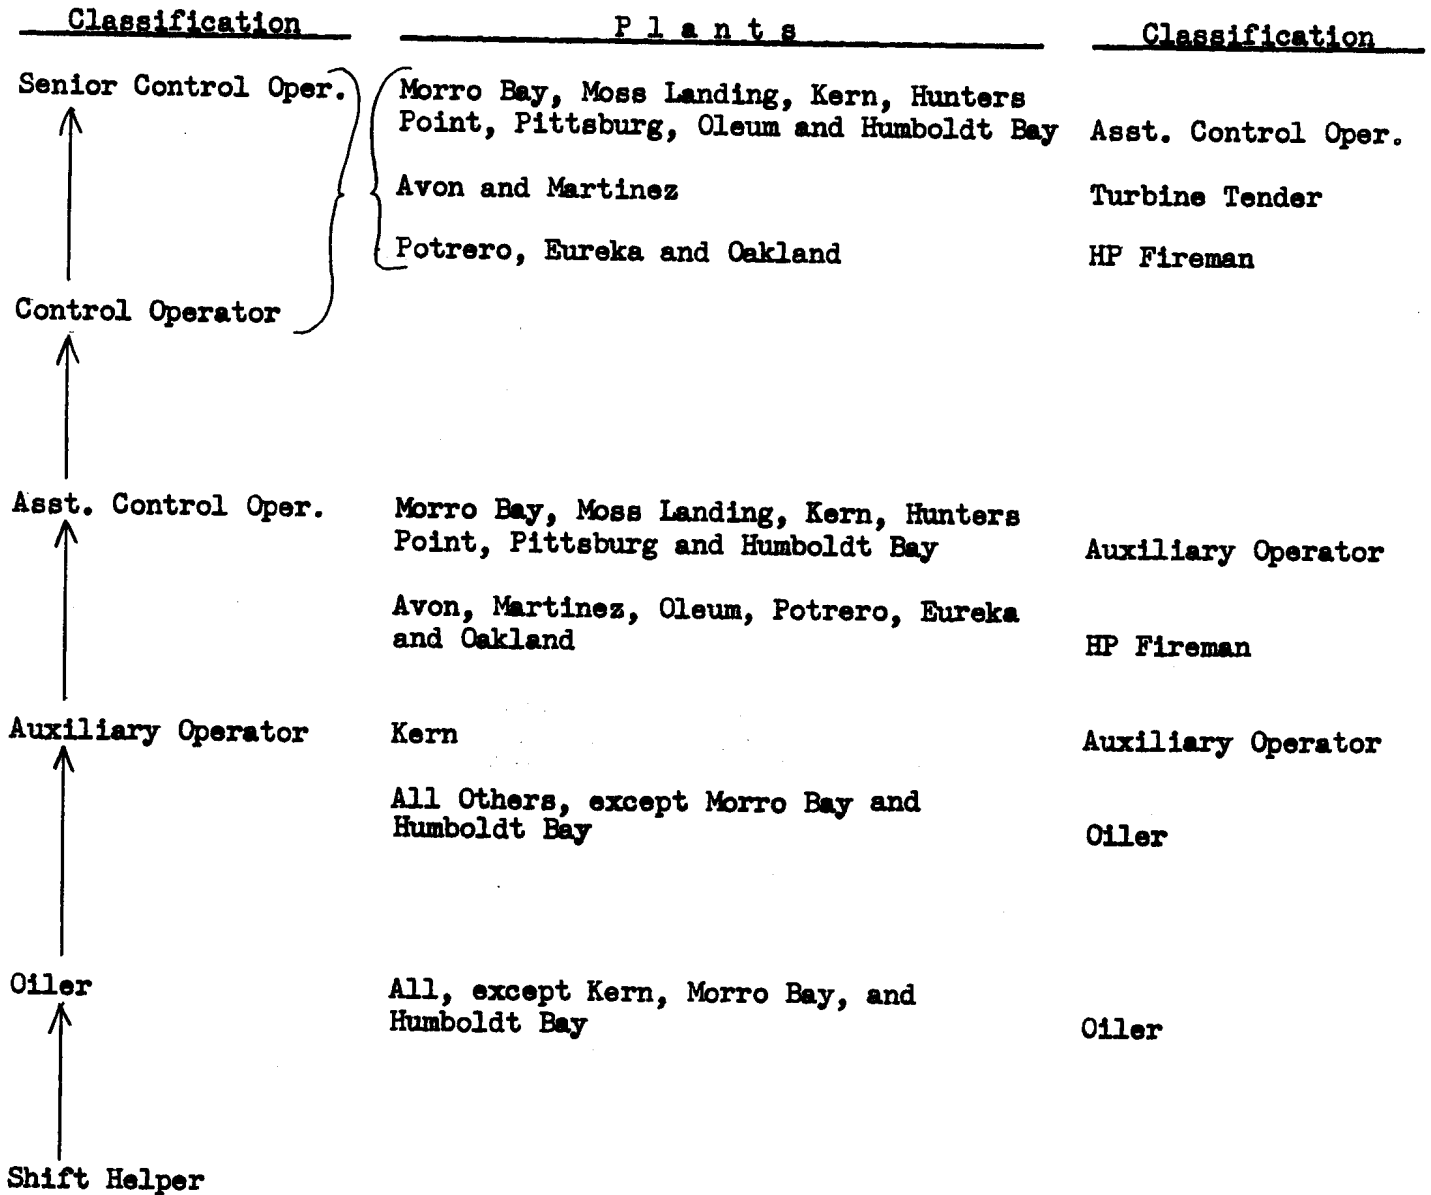 Classification Plants Classification
Senior Control Oper. Morro Bay, Moss Landing, Kern, Hunters
Point, Pittsburg, Oleum and Humboldt Bay Asst. Control Oper.
Avon and Martinez Turbine Tender
Potrero, Eureka and Oakland HP Fireman
Control Operator
Asst. Control Oper. Morro Bay, Moss Landing, Kern, Hunters
Point, Pittsburg and Humboldt Bay Auxiliary Operator
Avon, Martinez, Oleum, Potrero, Eureka
and Oakland HP Fireman
Auxiliary Operator Kern Auxiliary Operator
All Others, except Morro Bay and
Humboldt Bay Oiler
Oiler All, except Kern, Morro Bay, and
Humboldt Bay Oiler
Shift Helper